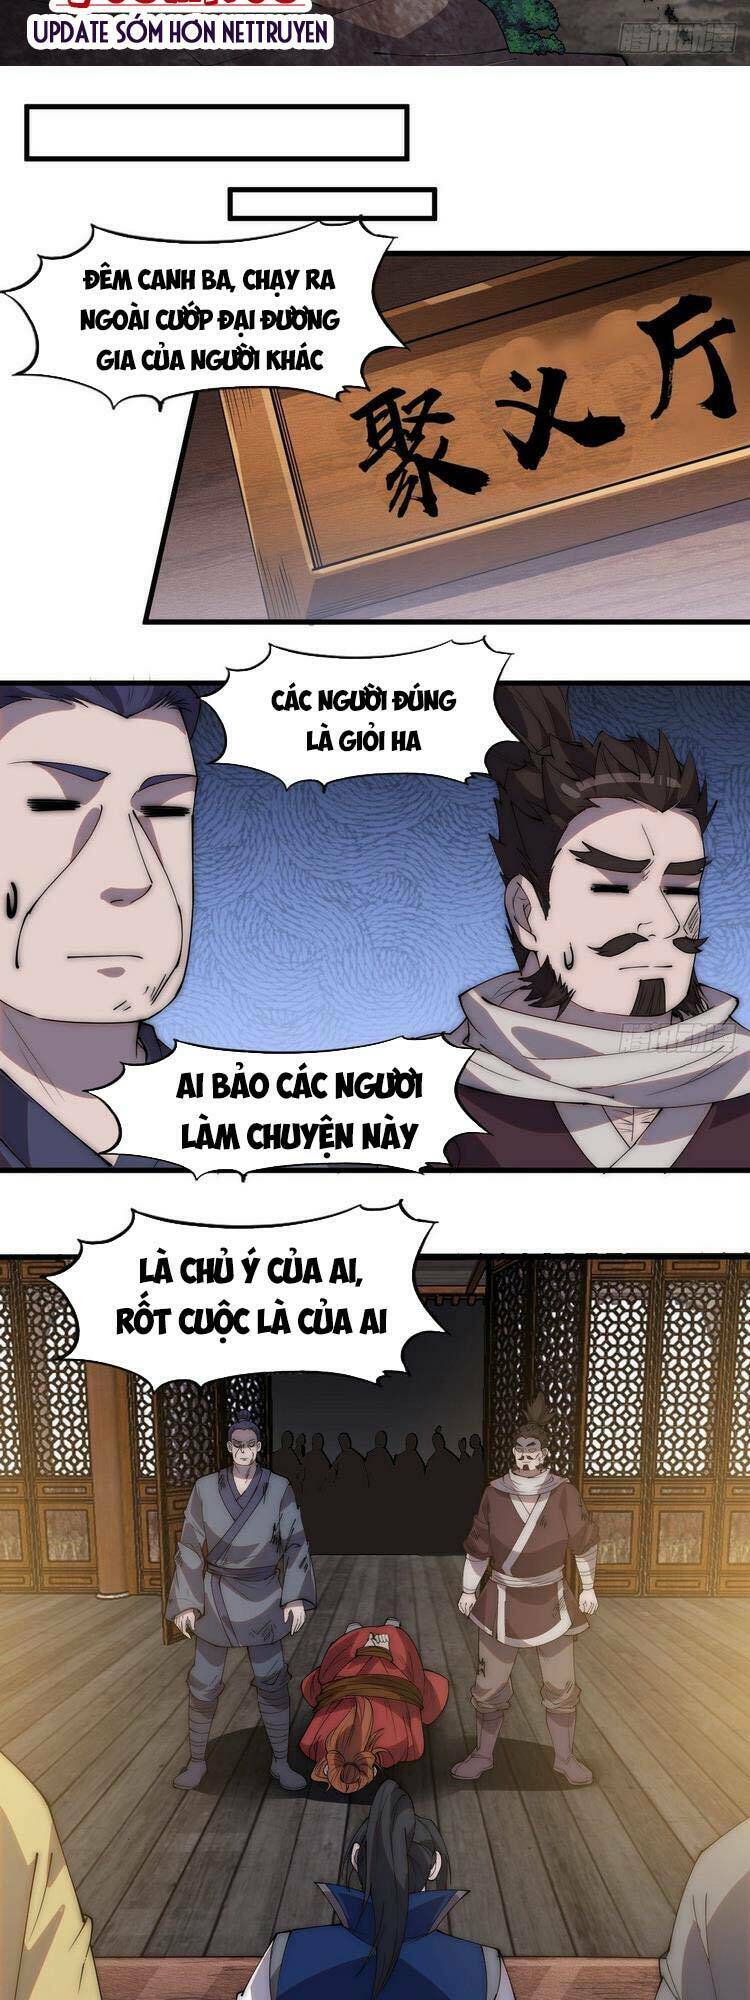 UPDATE SỚM HƠN NETTRUYEN
ĐÊM CANH BA, CHẠY RA
NGOÀI CƯỚP ĐẠI ĐƯƠNG
GIA CỦA NGƯỜI KHÁC
聚义厅
CÁC NGƯỜI ĐÚNG
LÀ GIỎI HA
AI BẢO CÁC NGƯỜI
LÀM CHUYỆN NÀY
LÀ CHỦ Ý CỦA AI,
RỐT CUỘC LÀ CỦA AI